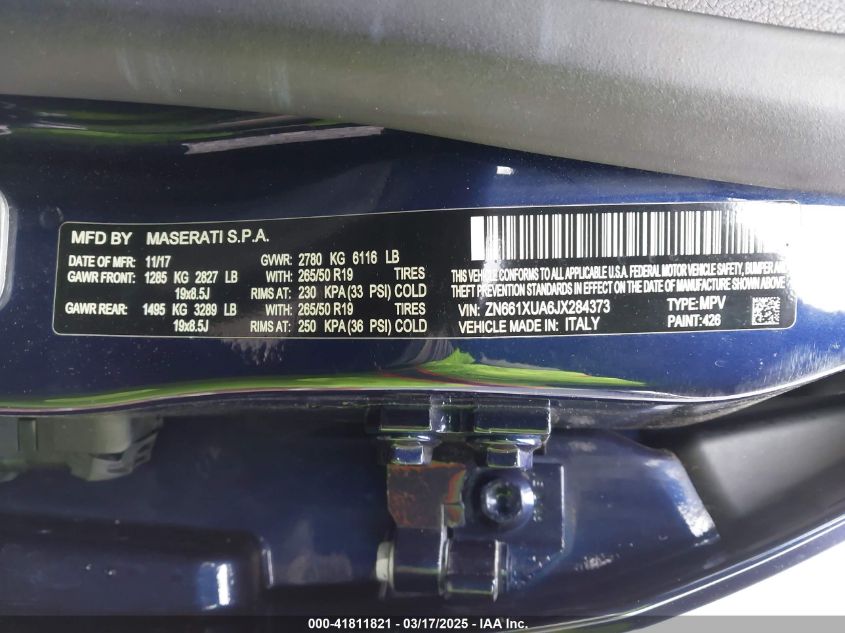 MFD BY MASERATI S.P.A.
DATE OF MFR: 11/17 GVWR: 2780 KG 6116 LB
GAWR FRONT: 1285 KG 2827 LB WITH: 265/50 R19 TIRES
19x8.5J RIMS AT: 230 KPA(33 PSI) COLD
GAWR REAR: 1495 KG 3289 LB WITH: 265/50 R19 TIRES
19x8.5J RIMS AT: 250 KPA(36 PSI) COLD
THIS VEHICLE CONFORMS TO ALL APPLICABLE U.S.A. FEDERAL MOTOR VEHICLE SAFETY, BUMPER AND
THEFT PREVENTION STANDARDS IN EFFECT ON THE DATE OF MANUFACTURE SHOWN ABOVE.
VIN: ZN661XUA6JX284373 TYPE: MPV
VEHICLE MADE IN: ITALY PAINT: 426
000-41811821 - 03/17/2025 - IAA Inc.